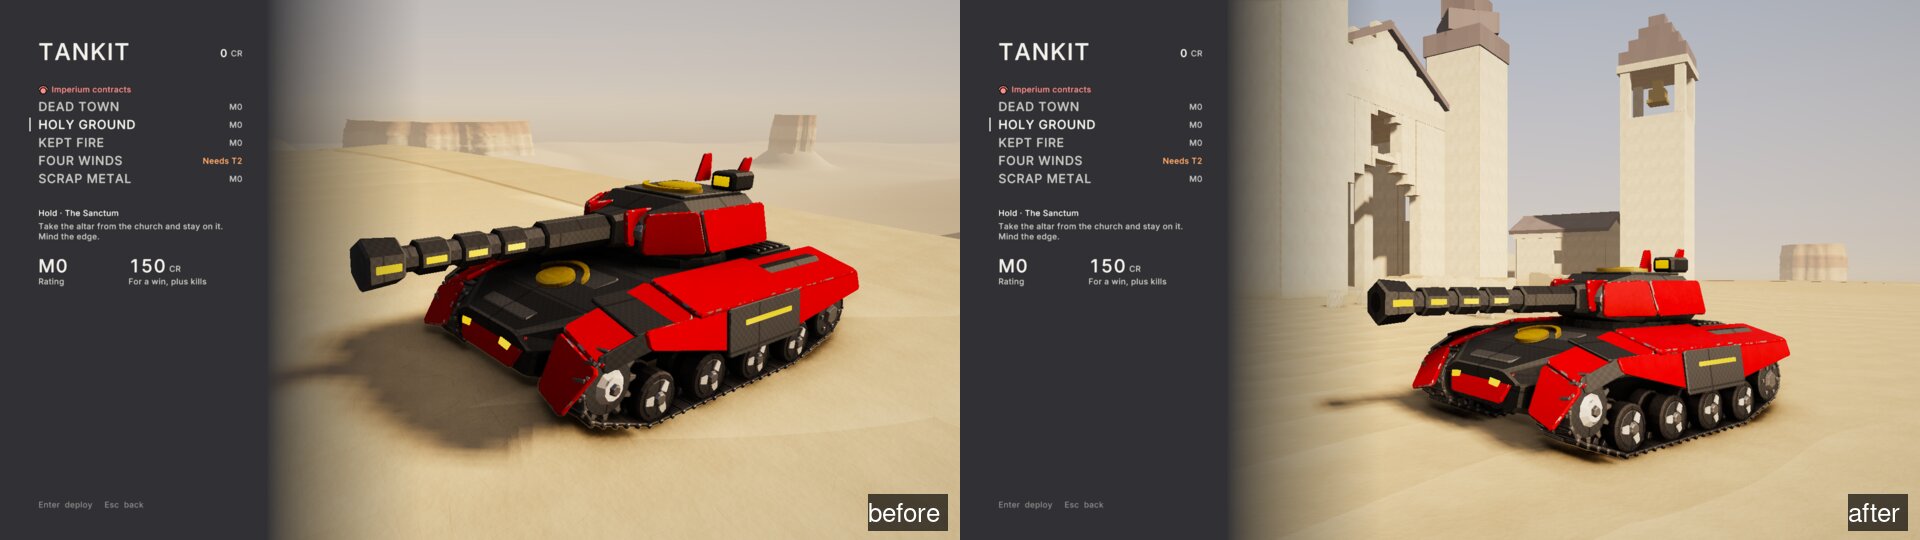 TANKIT 0 CR
Imperium contracts
DEAD TOWN M0
HOLY GROUND M0
KEPT FIRE M0
FOUR WINDS Needs T2
SCRAP METAL M0
Hold · The Sanctum
Take the altar from the church and stay on it.
Mind the edge.
M0 150 CR
Rating For a win, plus kills
Enter deploy Esc back
before
TANKIT 0 CR
Imperium contracts
DEAD TOWN M0
HOLY GROUND M0
KEPT FIRE M0
FOUR WINDS Needs T2
SCRAP METAL M0
Hold · The Sanctum
Take the altar from the church and stay on it.
Mind the edge.
M0 150 CR
Rating For a win, plus kills
Enter deploy Esc back
after